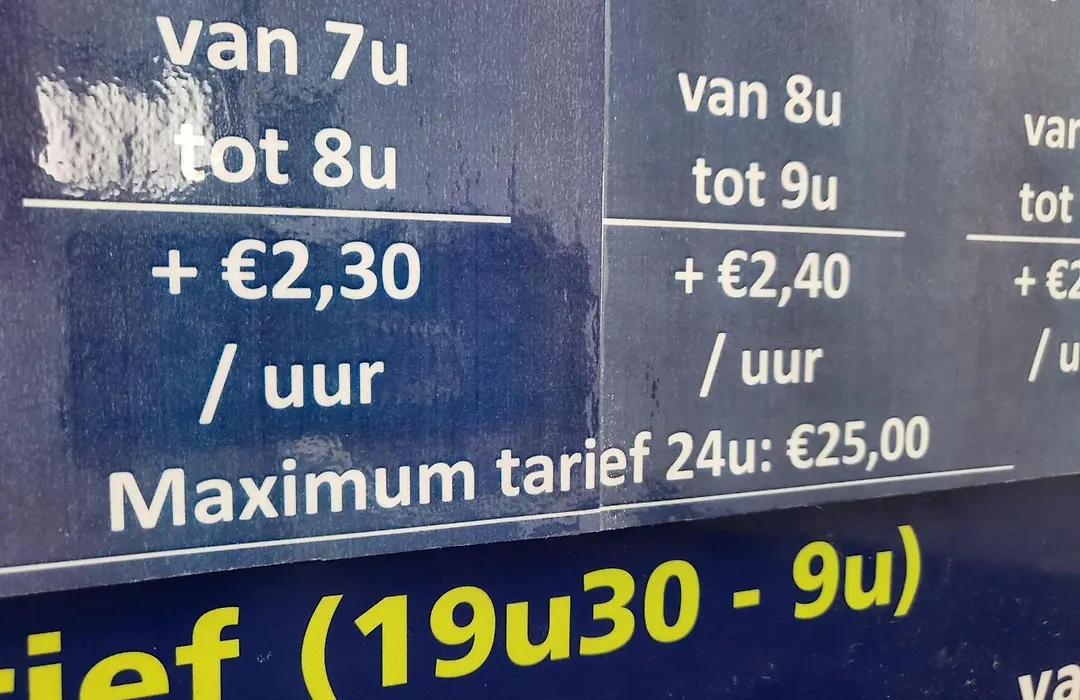 van 7u
tot 8u
+ €2,30
/ uur
van 8u
tot 9u
+ €2,40
/ uur
tot
Maximum tarief 24u: €25,00
(19u30 - 9u)